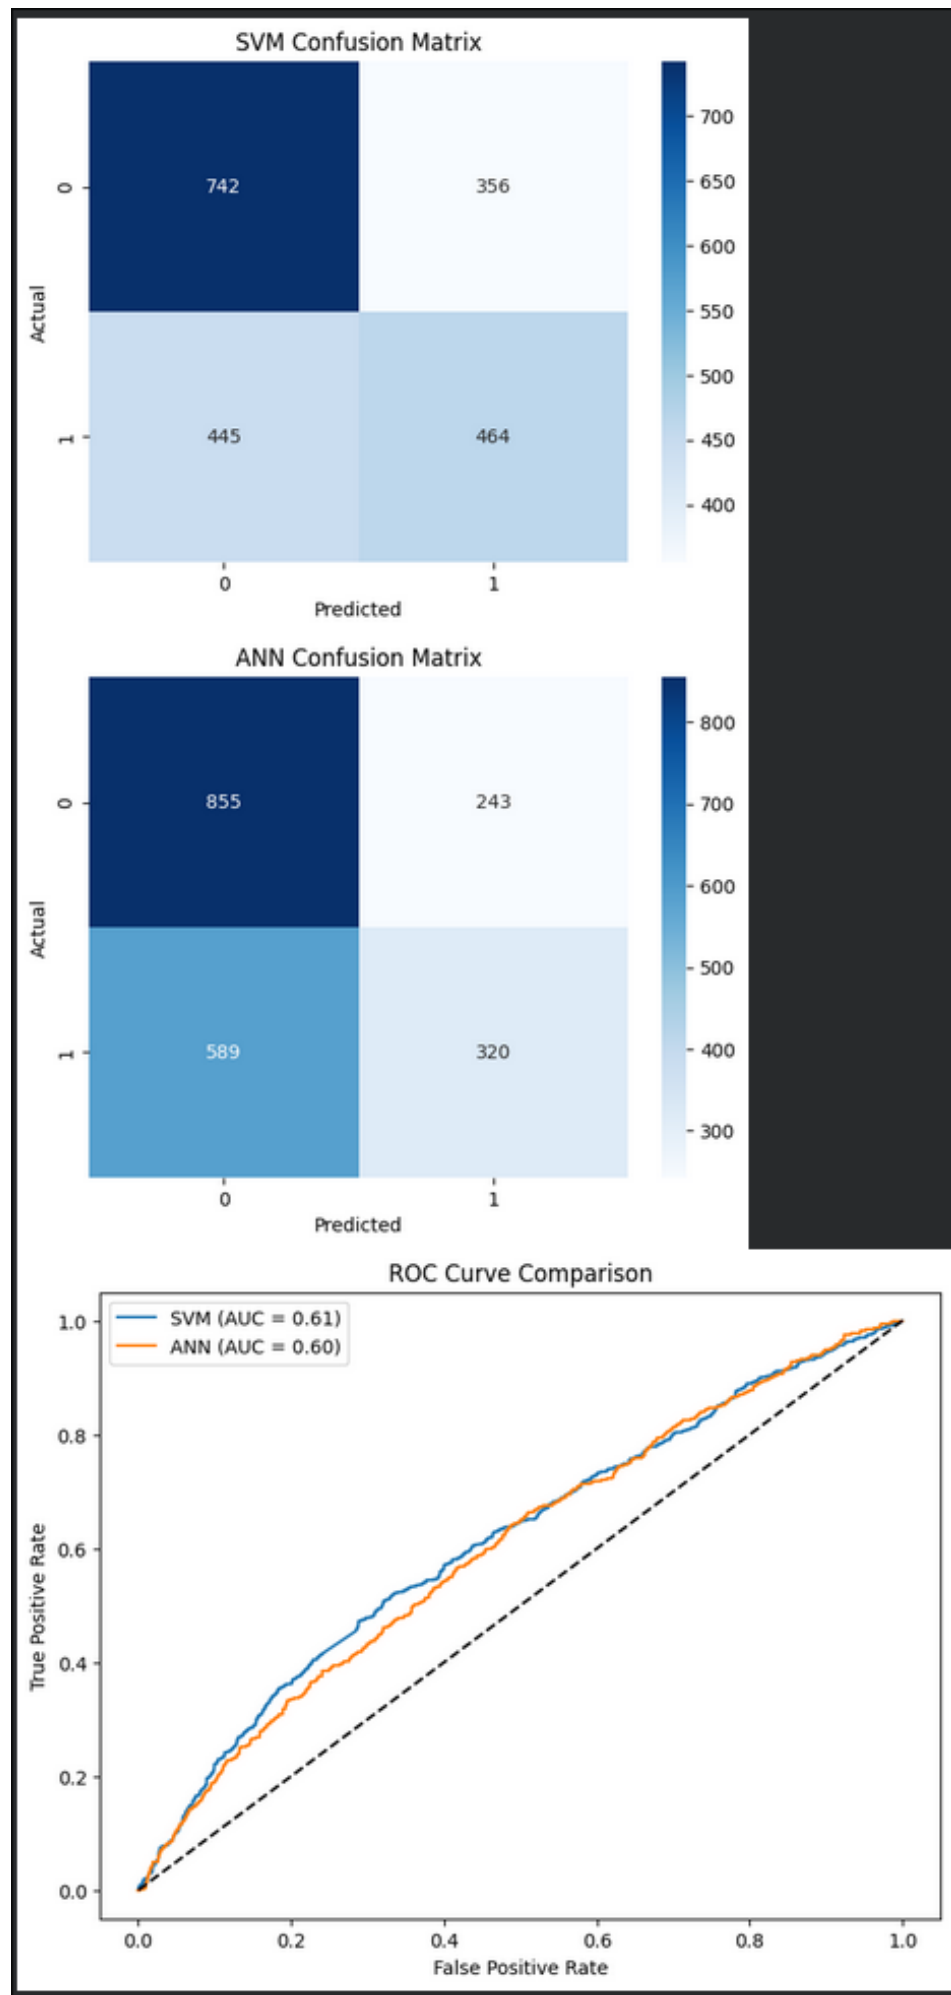 SVM Confusion Matrix
742 356
445 464
0
1
Actual
0 1
Predicted
700
650
600
550
500
450
400
ANN Confusion Matrix
855 243
589 320
0
1
Actual
0 1
Predicted
800
700
600
500
400
300
ROC Curve Comparison
SVM (AUC = 0.61)
ANN (AUC = 0.60)
1.0
0.8
0.6
0.4
0.2
0.0
True Positive Rate
0.0 0.2 0.4 0.6 0.8 1.0
False Positive Rate